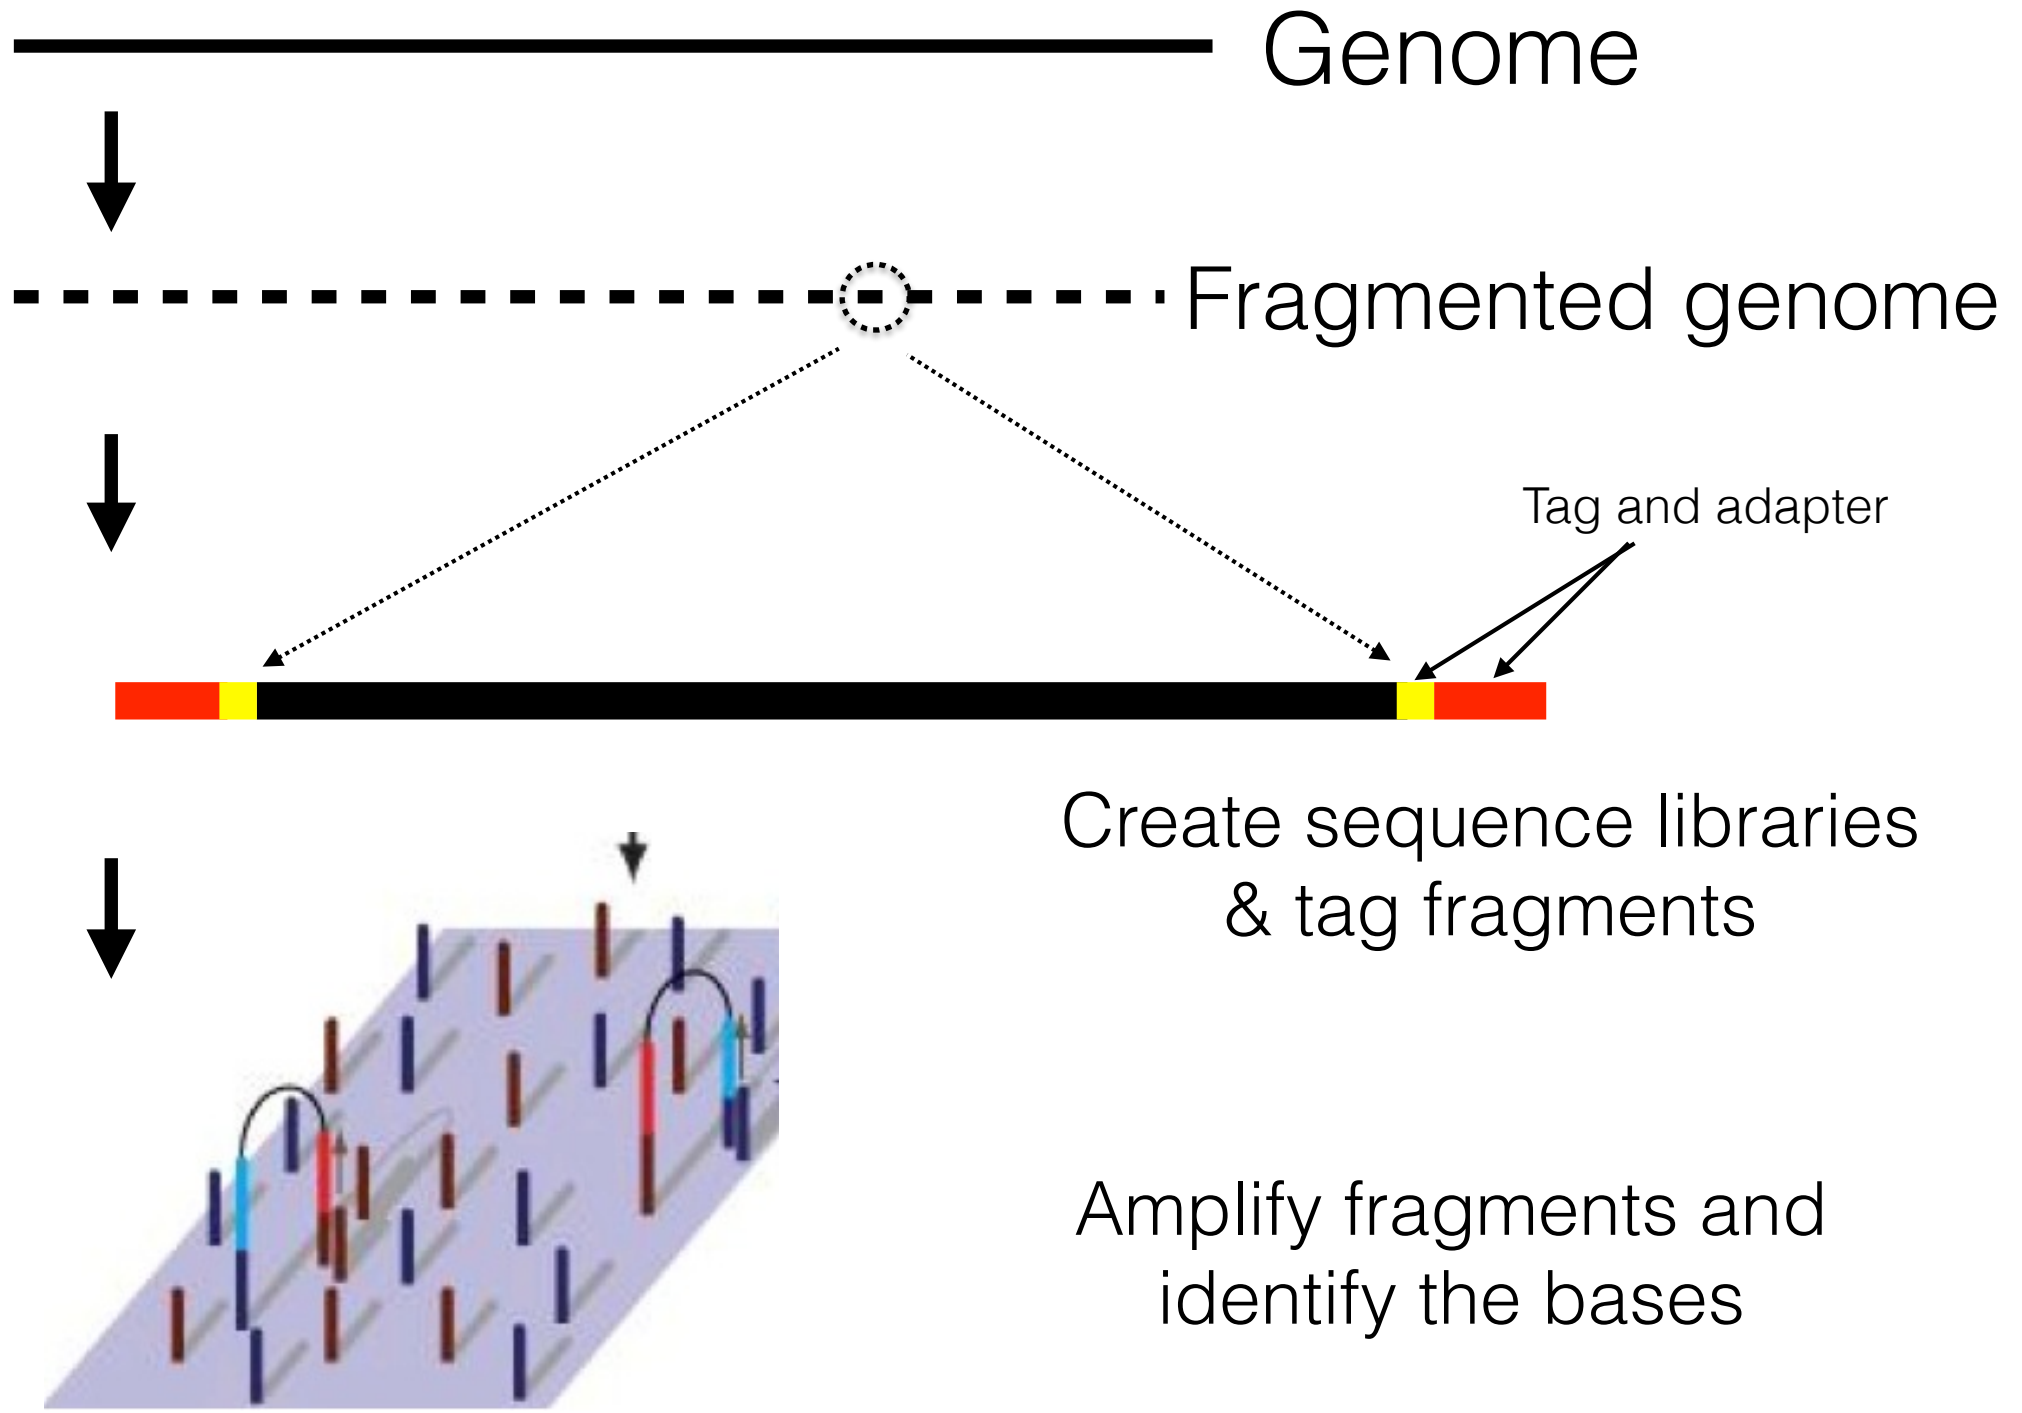 Genome
Fragmented genome
Tag and adapter
Create sequence libraries
& tag fragments
Amplify fragments and
identify the bases